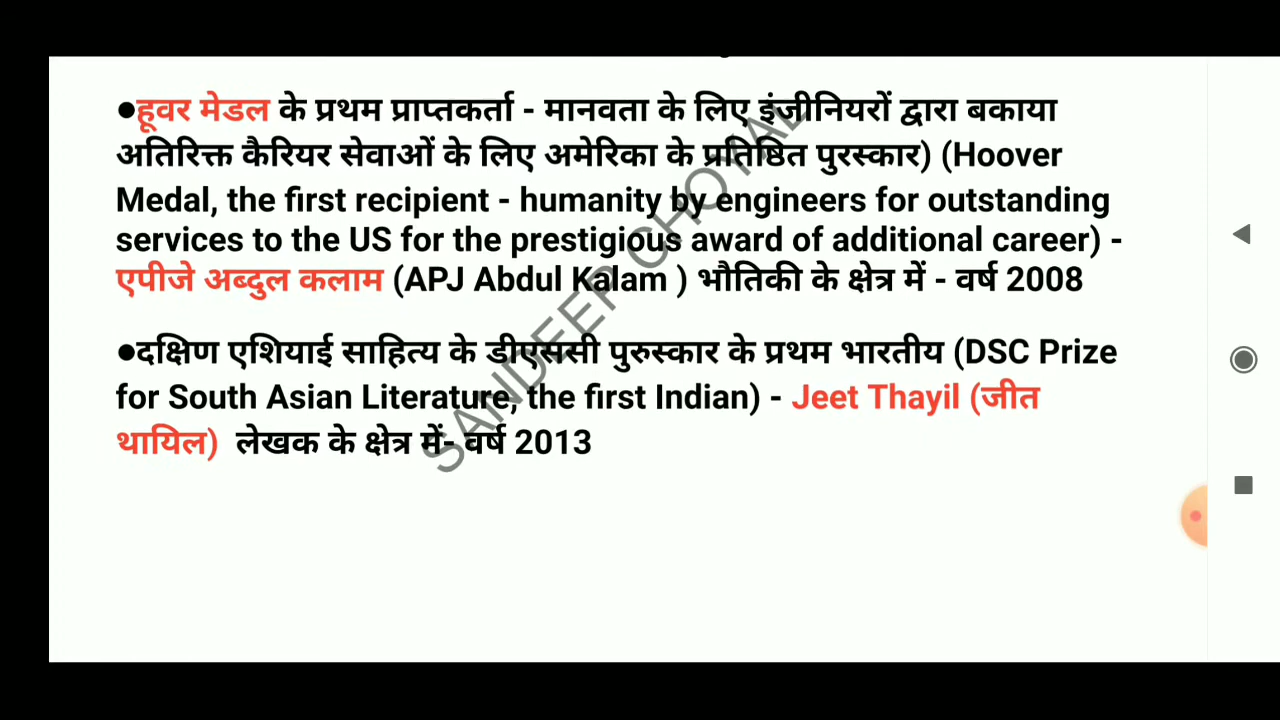 ●हूवर मेडल के प्रथम प्राप्तकर्ता - मानवता के लिए इंजीनियरों द्वारा बकाया
अतिरिक्त कैरियर सेवाओं के लिए अमेरिका के प्रतिष्ठित पुरस्कार) (Hoover
Medal, the first recipient - humanity by engineers for outstanding
services to the US for the prestigious award of additional career) -
एपीजे अब्दुल कलाम (APJ Abdul Kalam ) भौतिकी के क्षेत्र में - वर्ष 2008
●दक्षिण एशियाई साहित्य के डीएससी पुरुस्कार के प्रथम भारतीय (DSC Prize
for South Asian Literature, the first Indian) - Jeet Thayil (जीत
थायिल) लेखक के क्षेत्र में- वर्ष 2013
SANDEEP CHOYAL